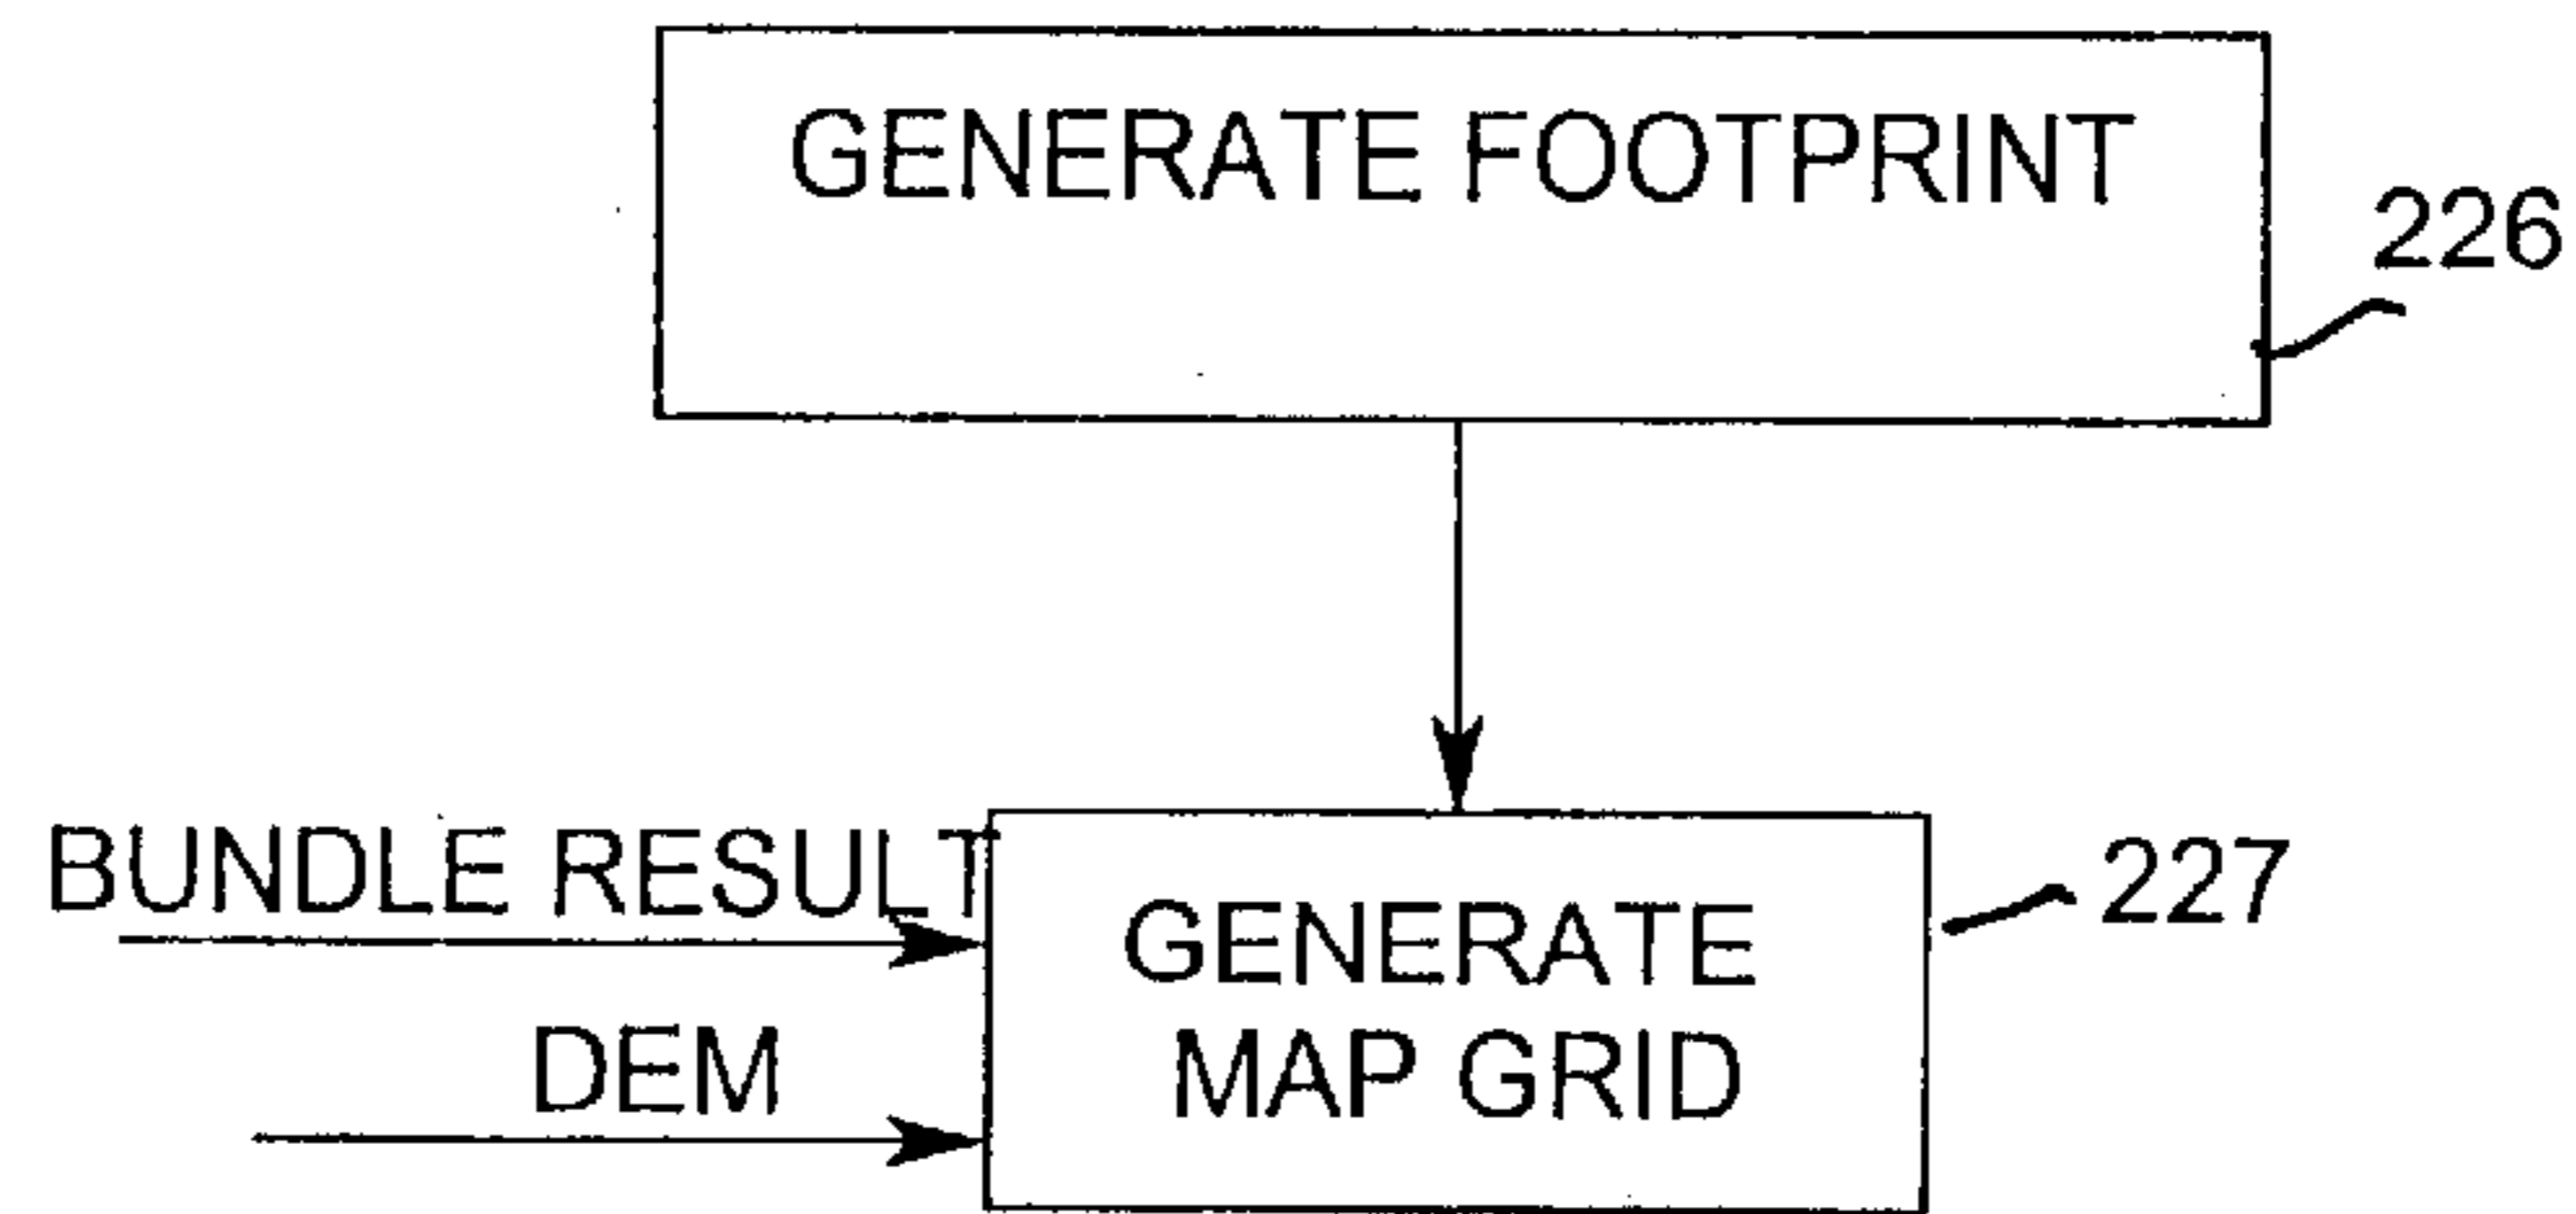 GENERATE FOOTPRINT
226
BUNDLE RESULT
227
GENERATE
MAP GRID
DEM